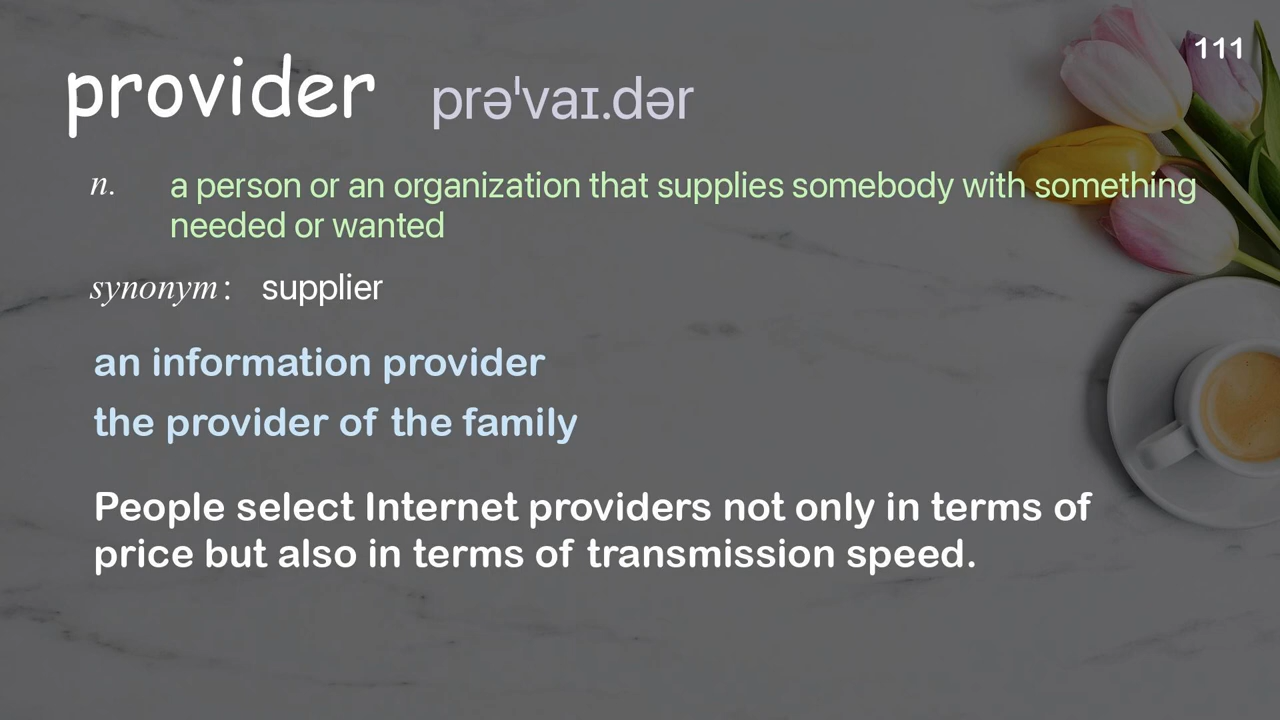 111
provider prəˈvaɪ.dər
n. a person or an organization that supplies somebody with something
needed or wanted
synonym: supplier
an information provider
the provider of the family
People select Internet providers not only in terms of
price but also in terms of transmission speed.